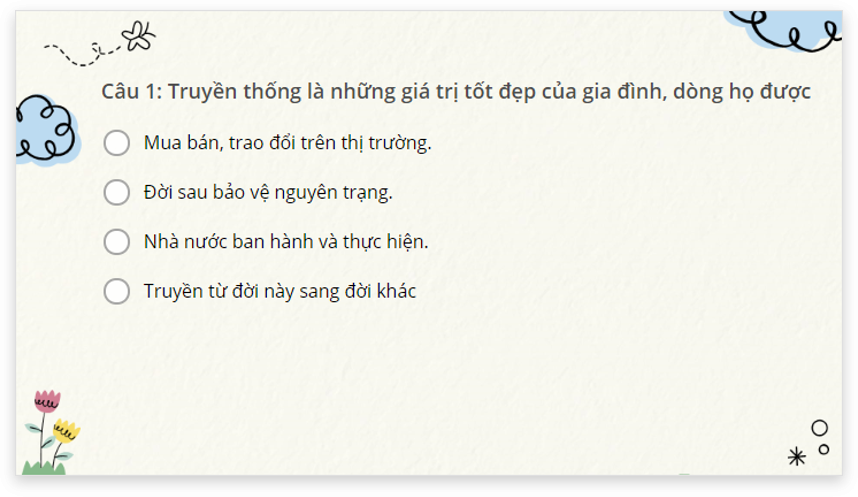 Câu 1: Truyền thống là những giá trị tốt đẹp của gia đình, dòng họ được
Mua bán, trao đổi trên thị trường.
Đời sau bảo vệ nguyên trạng.
Nhà nước ban hành và thực hiện.
Truyền từ đời này sang đời khác